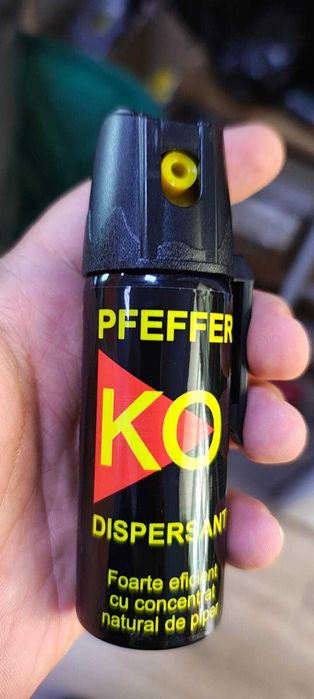 PFEFFER
KO
DISPERSANT
Foarte eficient
cu concentrat
natural de piper